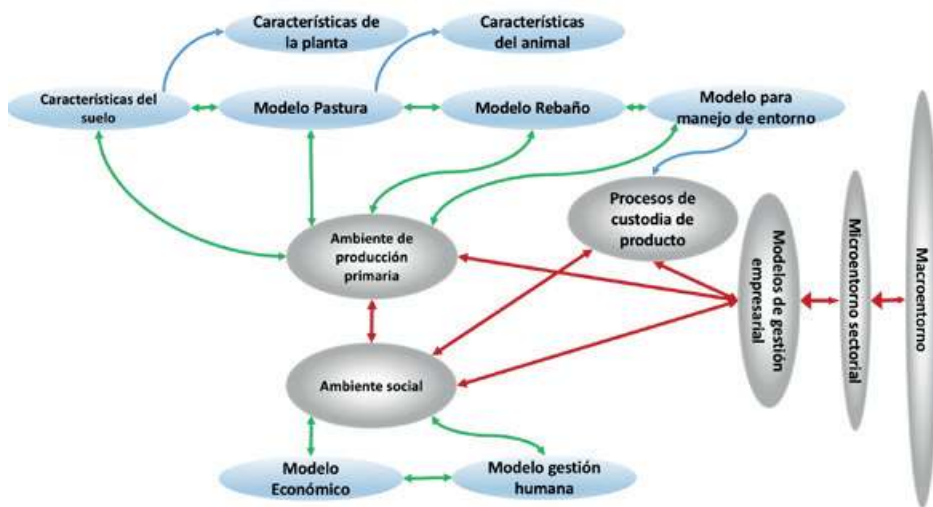 Características de
la planta
Características
del animal
Características del
suelo
Modelo Pastura
Modelo Rebaño
Modelo para
manejo de entorno
Procesos de
custodia de
producto
Ambiente de
producción
primaria
Modelos de gestión
empresarial
Microentorno sectorial
Macroentorno
Ambiente social
Modelo
Económico
Modelo gestión
humana